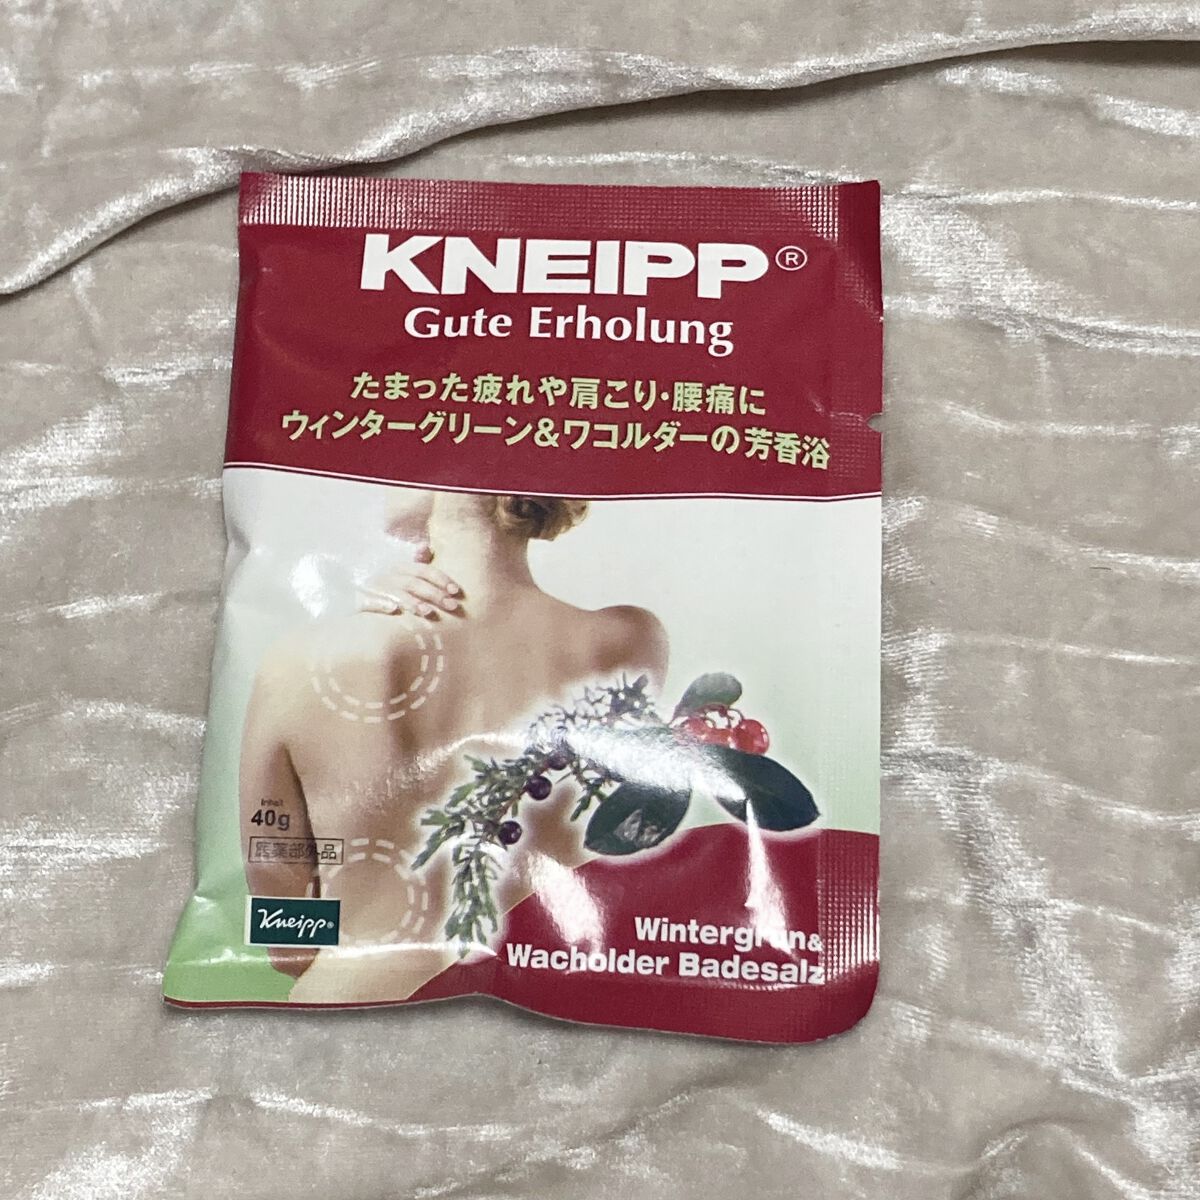 KNEIPP®
Gute Erholung
たまった疲れや肩こり・腰痛に
ウィンターグリーン&ワコルダーの芳香浴
Inhalt
40g
医薬部外品
Kneipp®
Wintergrün&
Wacholder Badesalz